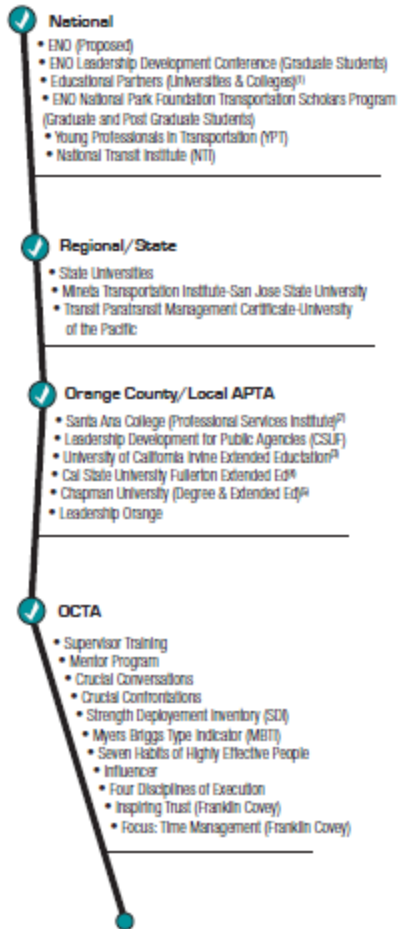 National
• ENO (Proposed)
• ENO Leadership Development Conference (Graduate Students)
• Educational Partners (Universities & Colleges)(1)
• ENO National Park Foundation Transportation Scholars Program
(Graduate and Post Graduate Students)
• Young Professionals in Transportation (YPT)
• National Transit Institute (NTI)
Regional/State
• State Universities
• Mineta Transportation Institute-San Jose State University
• Transit Paratransit Management Certificate-University
of the Pacific
Orange County/Local APTA
• Santa Ana College (Professional Services Institute)(2)
• Leadership Development for Public Agencies (CSUF)
• University of California Irvine Extended Eductation(3)
• Cal State University Fullerton Extended Ed(4)
• Chapman University (Degree & Extended Ed)(5)
• Leadership Orange
OCTA
• Supervisor Training
• Mentor Program
• Crucial Conversations
• Crucial Confrontations
• Strength Deployement Inventory (SDI)
• Myers Briggs Type Indicator (MBTI)
• Seven Habits of Highly Effective People
• Influencer
• Four Disciplines of Execution
• Inspiring Trust (Franklin Covey)
• Focus: Time Management (Franklin Covey)